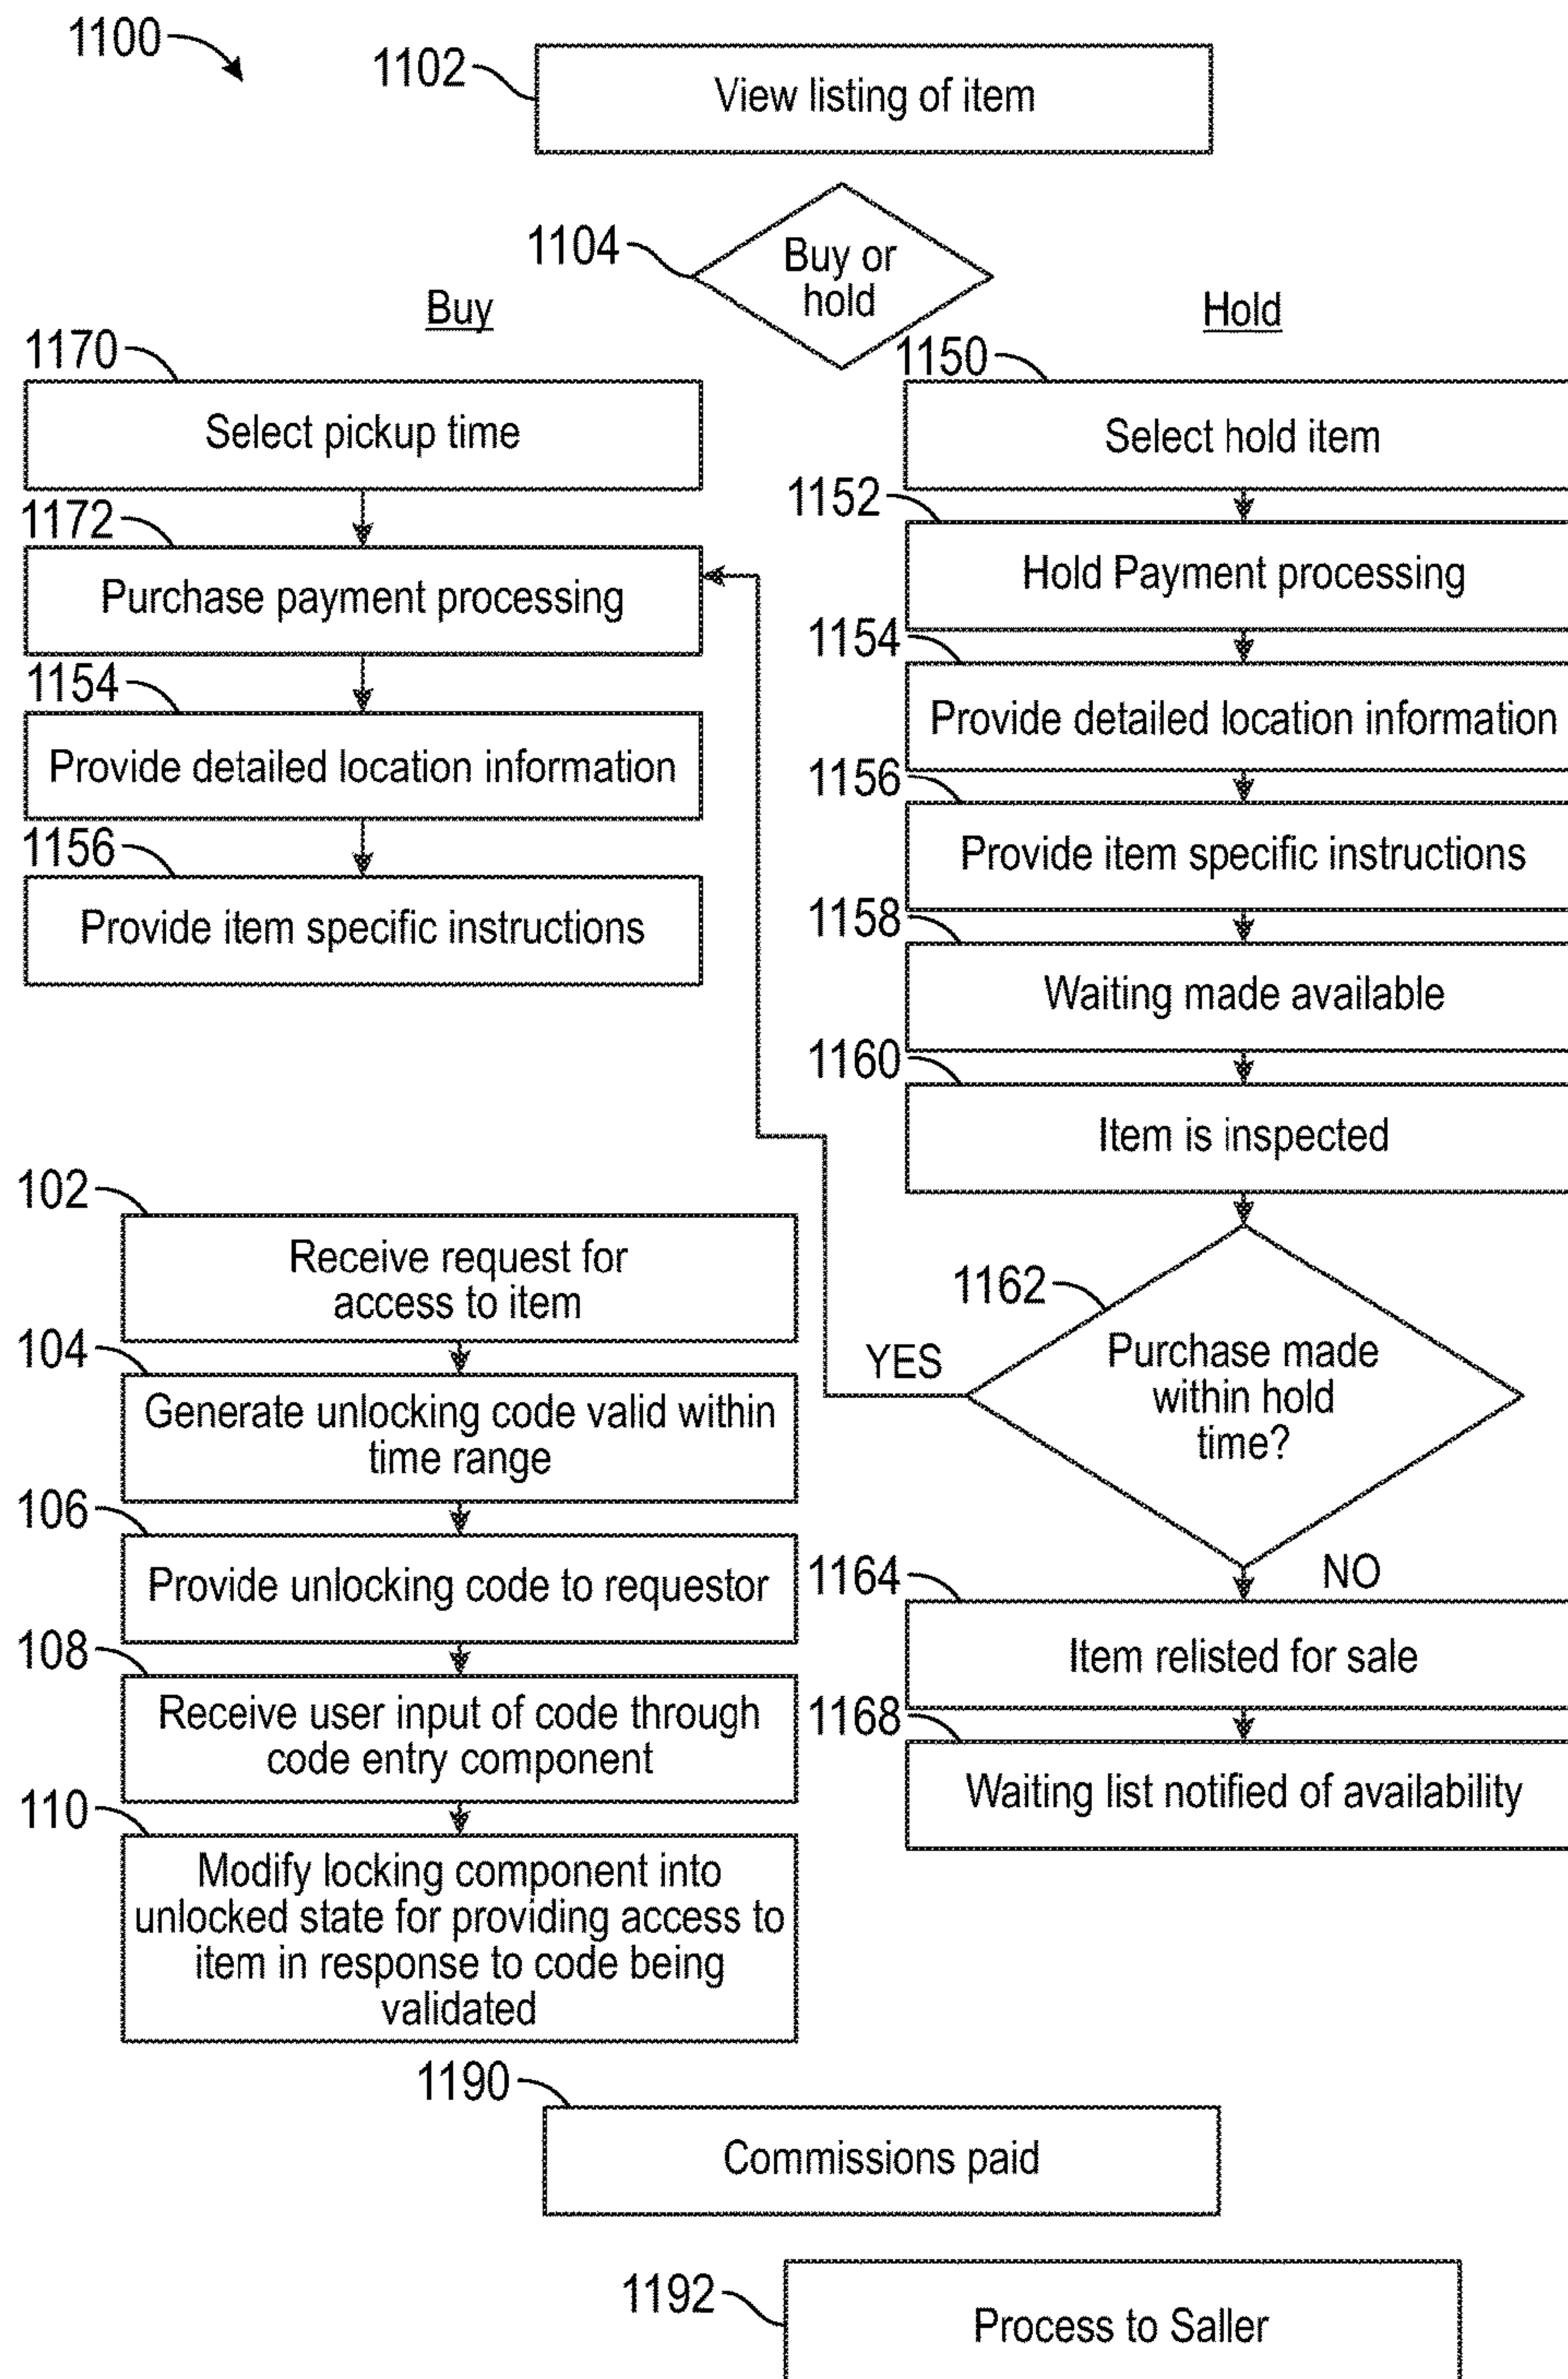 1100
1102
View listing of item
1104
Buy or
hold
Buy
Hold
1170
Select pickup time
1172
Purchase payment processing
1154
Provide detailed location information
1156
Provide item specific instructions
1150
Select hold item
1152
Hold Payment processing
1154
Provide detailed location information
1156
Provide item specific instructions
1158
Waiting made available
1160
Item is inspected
1162
Purchase made
within hold
time?
YES
NO
1164
Item relisted for sale
1168
Waiting list notified of availability
102
Receive request for
access to item
104
Generate unlocking code valid within
time range
106
Provide unlocking code to requestor
108
Receive user input of code through
code entry component
110
Modify locking component into
unlocked state for providing access to
item in response to code being
validated
1190
Commissions paid
1192
Process to Saller